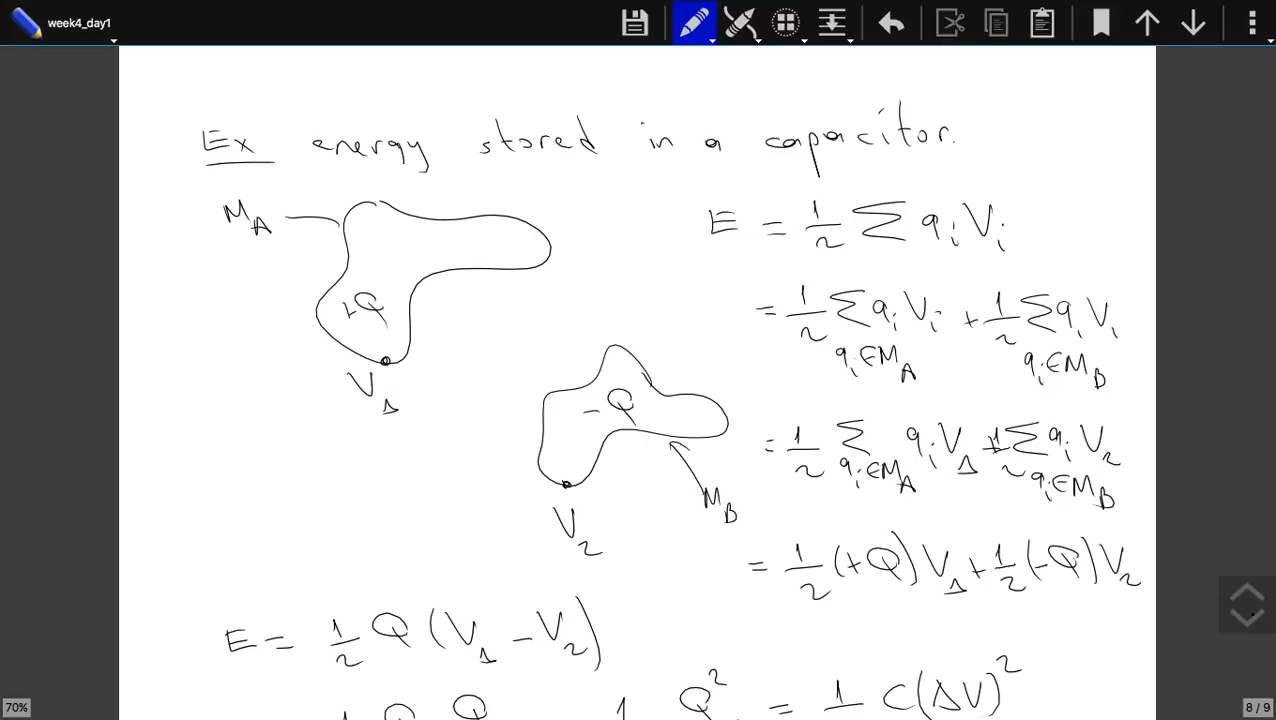 week4_day1
Ex energy stored in a capacitor.
M_A
+Q
V_1
- Q
M_B
V_2
E = 1/2 Σ q_i V_i
= 1/2 Σ_{q_i ∈ M_A} q_i V_i + 1/2 Σ_{q_i ∈ M_B} q_i V_i
= 1/2 Σ_{q_i ∈ M_A} q_i V_1 + 1/2 Σ_{q_i ∈ M_B} q_i V_2
= 1/2 (+Q) V_1 + 1/2 (-Q) V_2
E = 1/2 Q (V_1 - V_2)
Q^2 = 1 C(ΔV)^2
70%
8 / 9